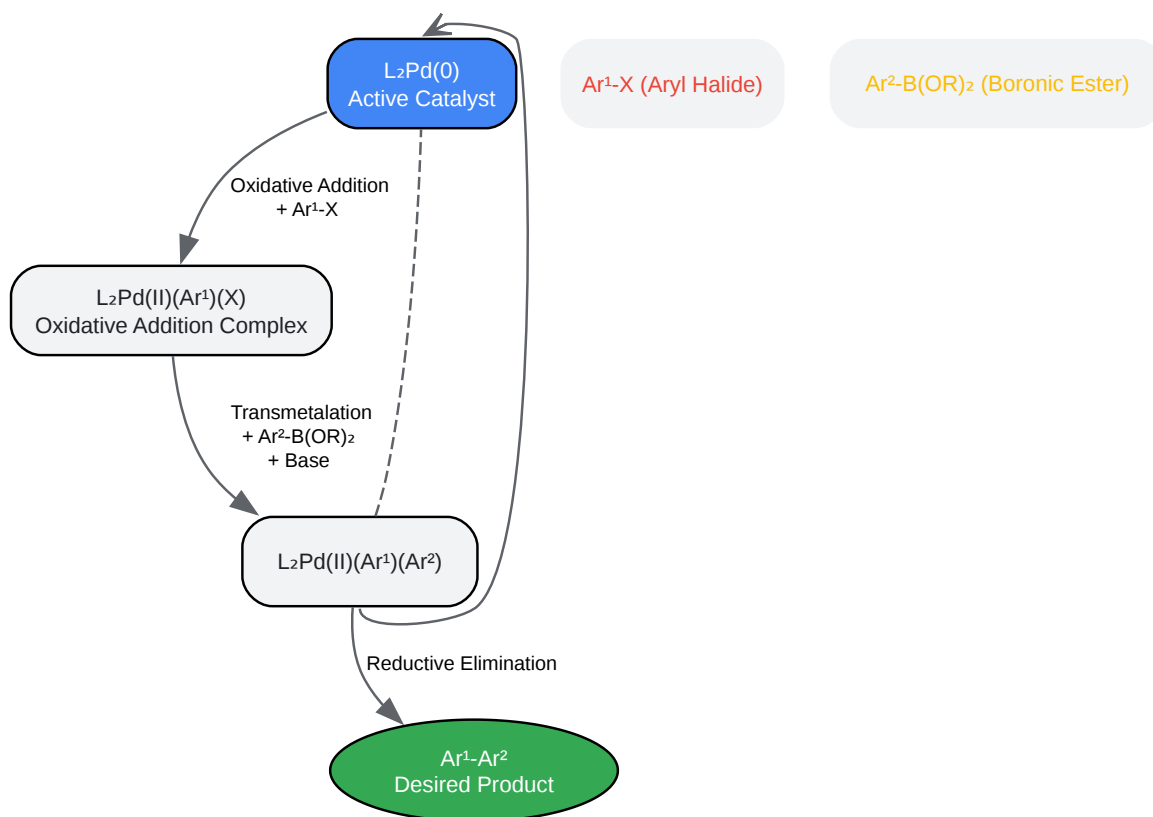 L₂Pd(0)
Active Catalyst
Ar¹-X (Aryl Halide)
Ar²-B(OR)₂ (Boronic Ester)
Oxidative Addition
+ Ar¹-X
L₂Pd(II)(Ar¹)(X)
Oxidative Addition Complex
Transmetalation
+ Ar²-B(OR)₂
+ Base
L₂Pd(II)(Ar¹)(Ar²)
Reductive Elimination
Ar¹-Ar²
Desired Product